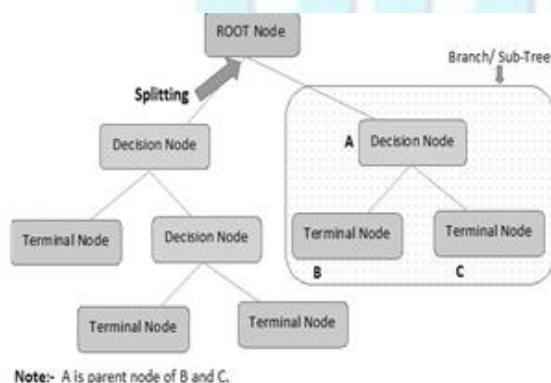 ROOT Node
Branch/ Sub-Tree
Splitting
Decision Node
A Decision Node
Terminal Node
Decision Node
Terminal Node
Terminal Node
B
C
Terminal Node
Terminal Node
Note:- A is parent node of B and C.